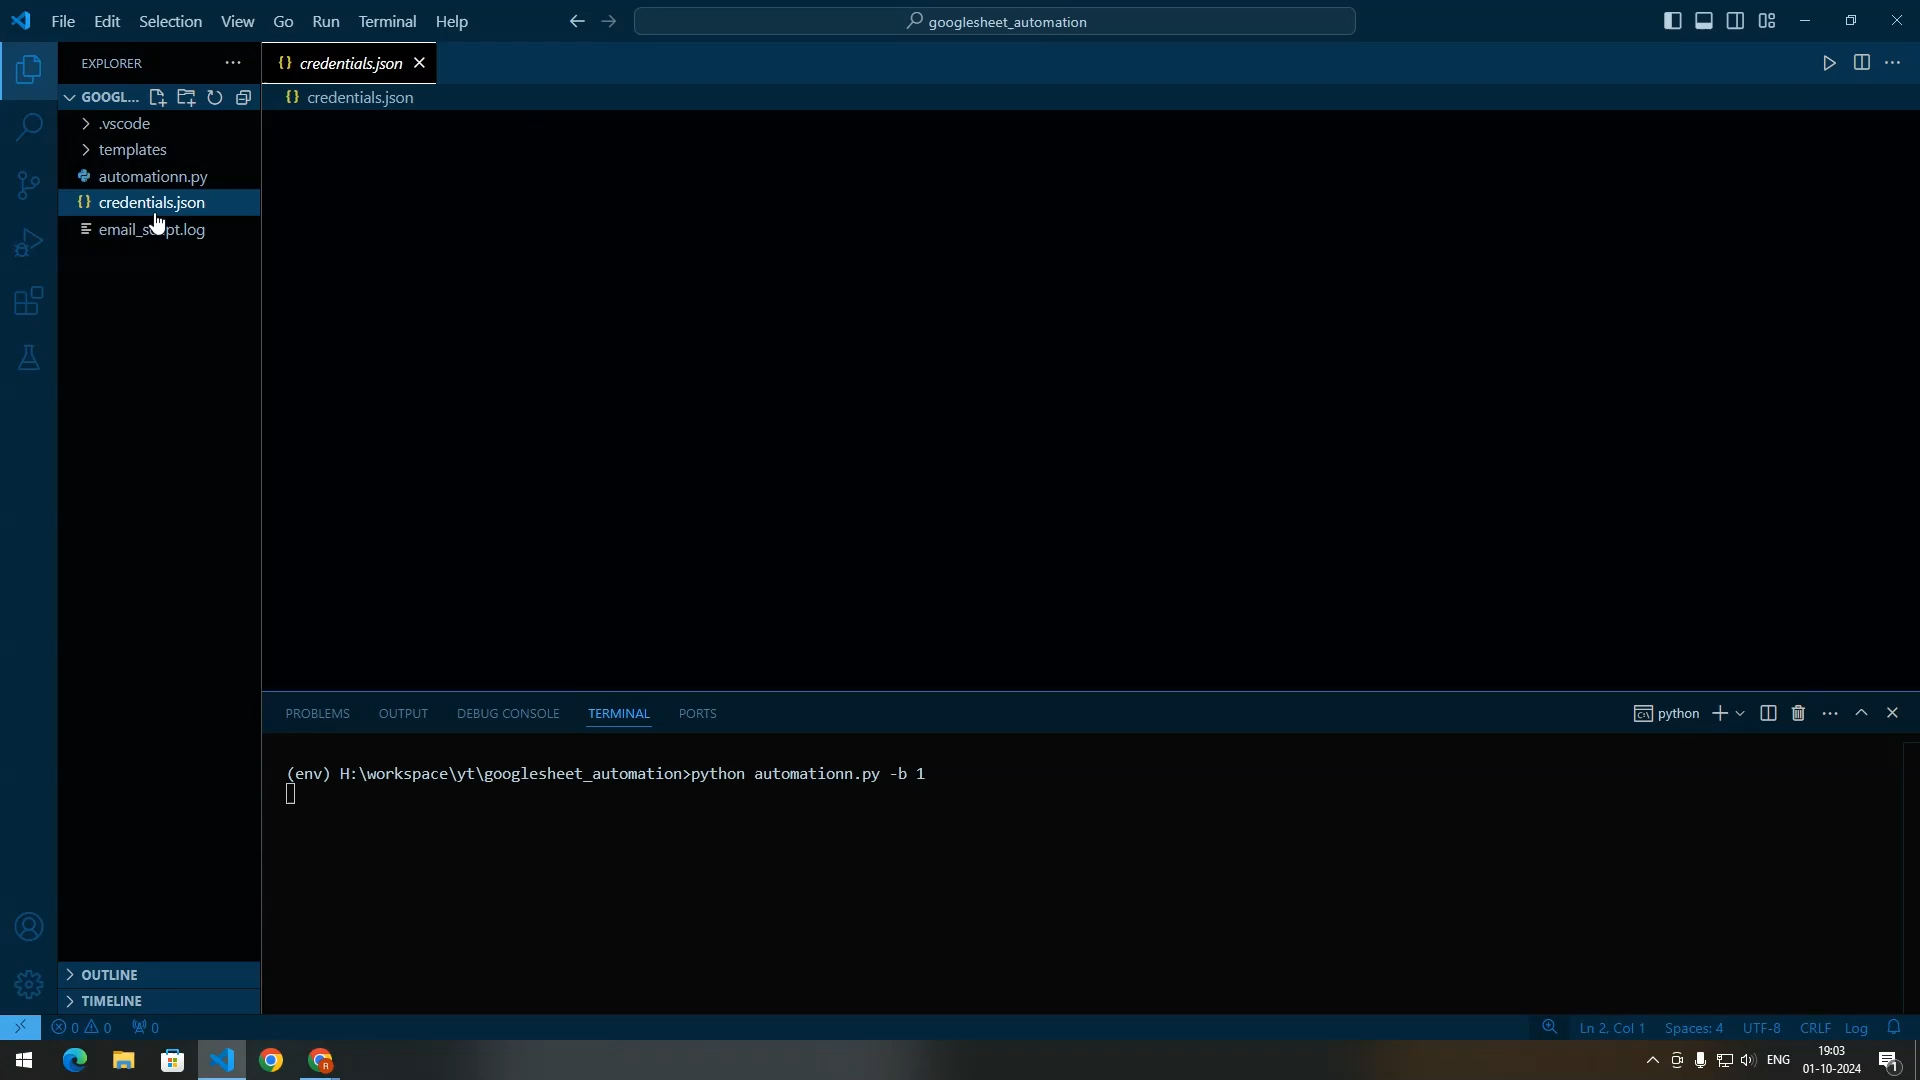 File Edit Selection View Go Run Terminal Help
googlesheet_automation
EXPLORER
credentials.json
GOOGL...
credentials.json
.vscode
templates
automationn.py
credentials.json
PROBLEMS OUTPUT DEBUG CONSOLE TERMINAL PORTS
python
(env) H:\workspace\yt\googlesheet_automation>python automationn.py -b 1
OUTLINE
TIMELINE
0 0 0
Ln 2, Col 1 Spaces: 4 UTF-8 CRLF Log
ENG
19:03
01-10-2024
1